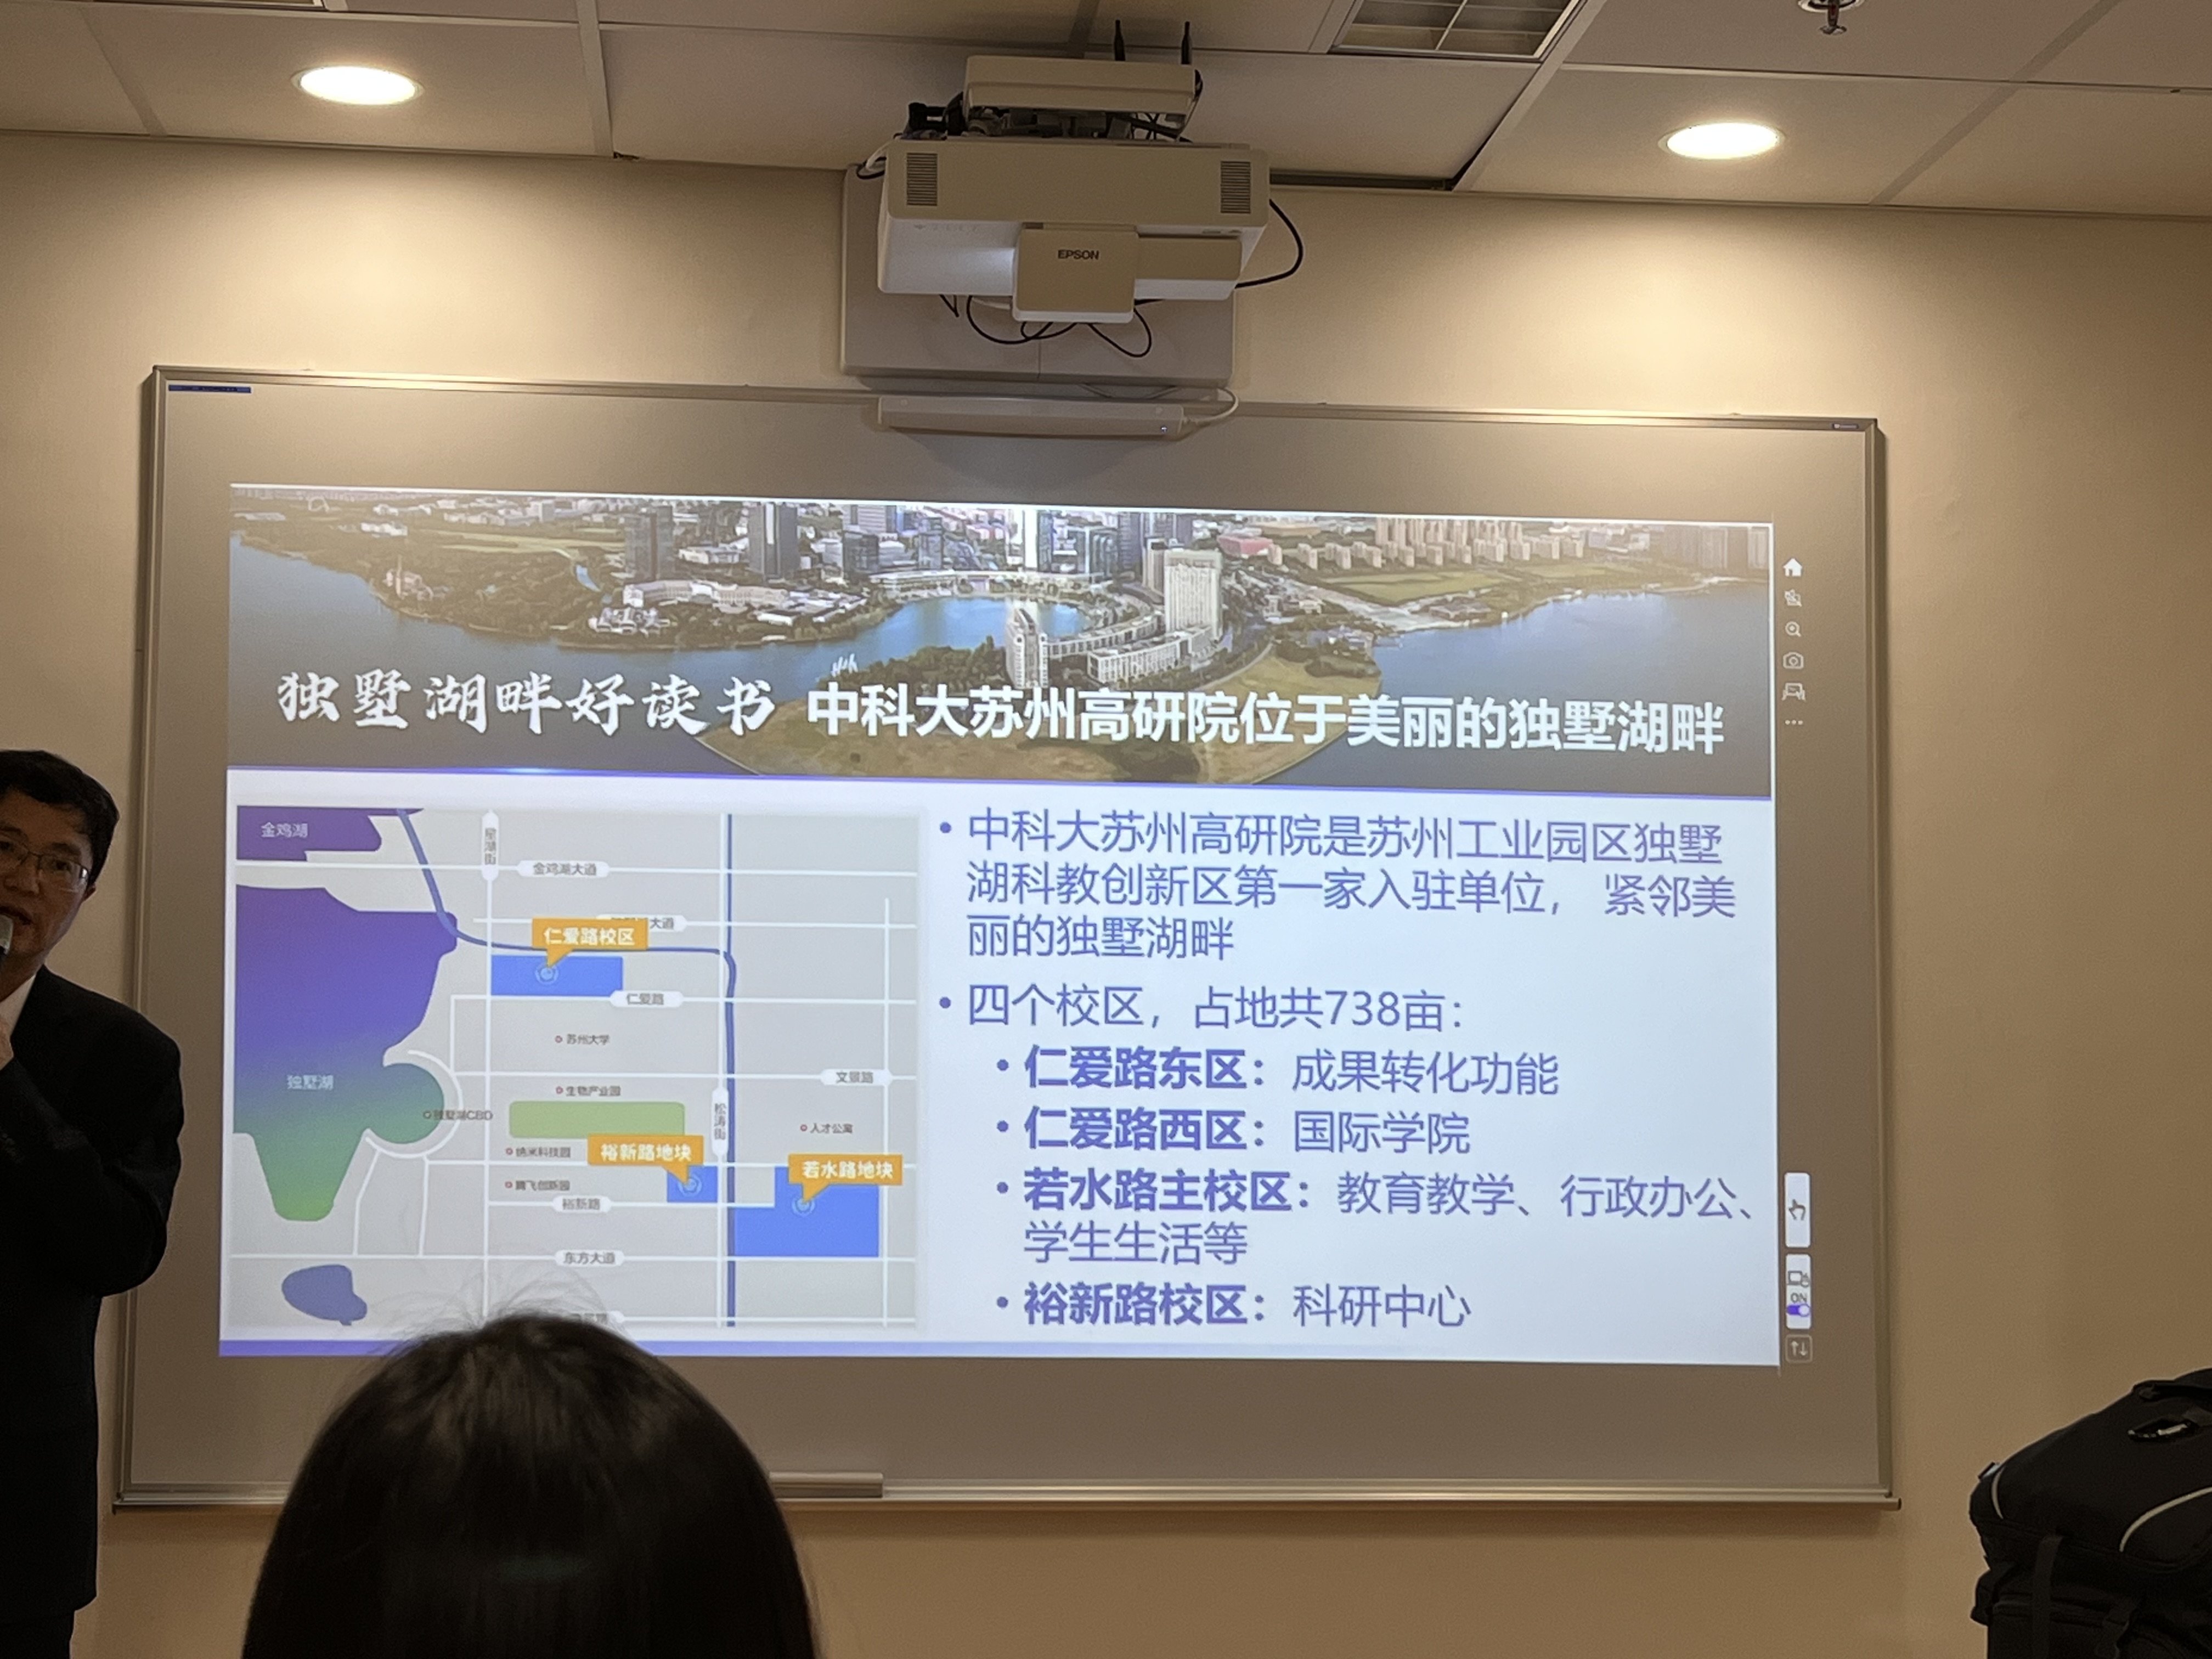 EPSON
独墅湖畔好读书 中科大苏州高研院位于美丽的独墅湖畔
• 中科大苏州高研院是苏州工业园区独墅
湖科教创新区第一家入驻单位， 紧邻美
丽的独墅湖畔
• 四个校区，占地共738亩：
• 仁爱路东区：成果转化功能
• 仁爱路西区：国际学院
• 若水路主校区：教育教学、行政办公、
学生生活等
• 裕新路校区：科研中心
金鸡湖
星湖街
金鸡湖大道
大道
仁爱路校区
仁爱路
苏州大学
文景路
独墅湖
生物产业园
独墅湖CBD
松涛街
人才公寓
纳米科技园
裕新路地块
若水路地块
腾飞创新园
裕新路
东方大道
ON